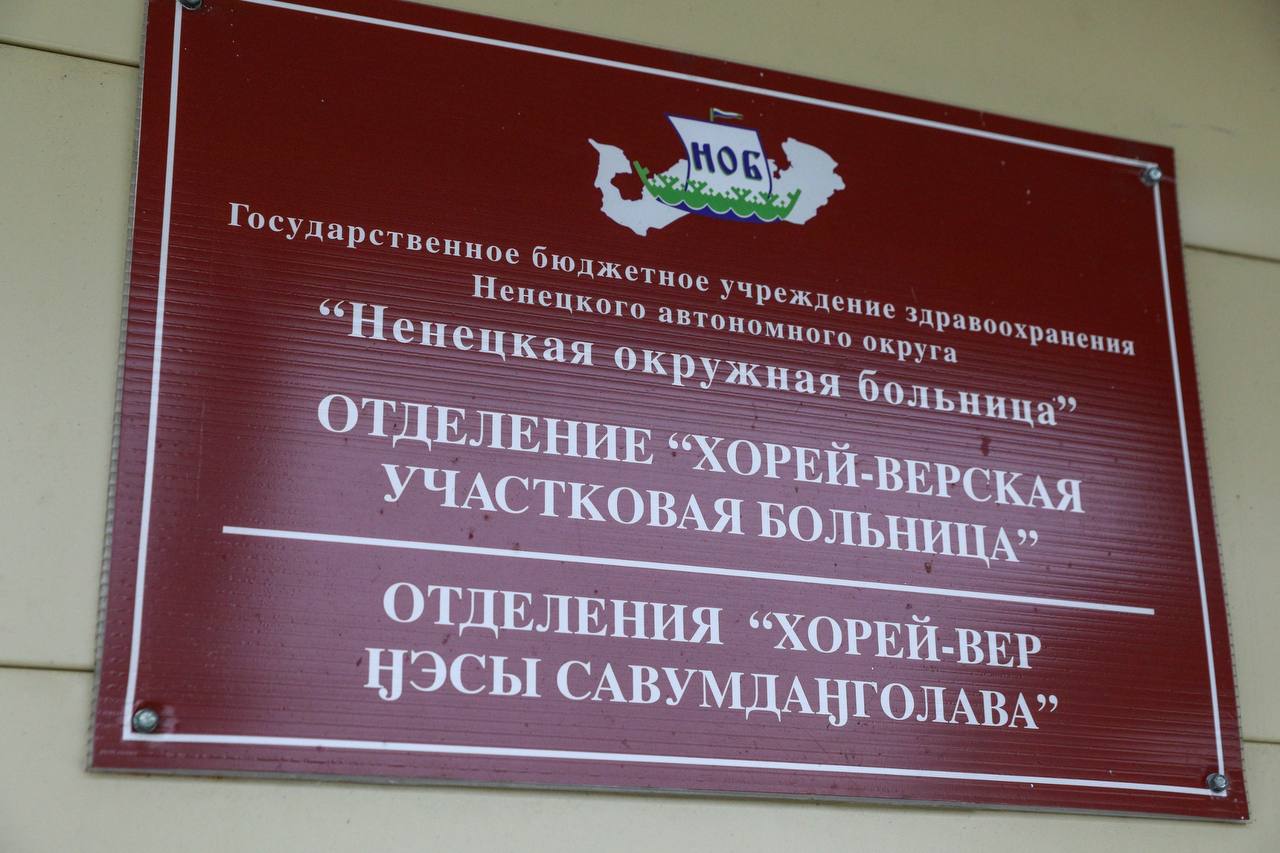 НОБ
Государственное бюджетное учреждение здравоохранения
Ненецкого автономного округа
“Ненецкая окружная больница”
ОТДЕЛЕНИЕ “ХОРЕЙ-ВЕРСКАЯ
УЧАСТКОВАЯ БОЛЬНИЦА”
ОТДЕЛЕНИЯ “ХОРЕЙ-ВЕР
ӇЭСЫ САВУМДАӇГОЛАВА”